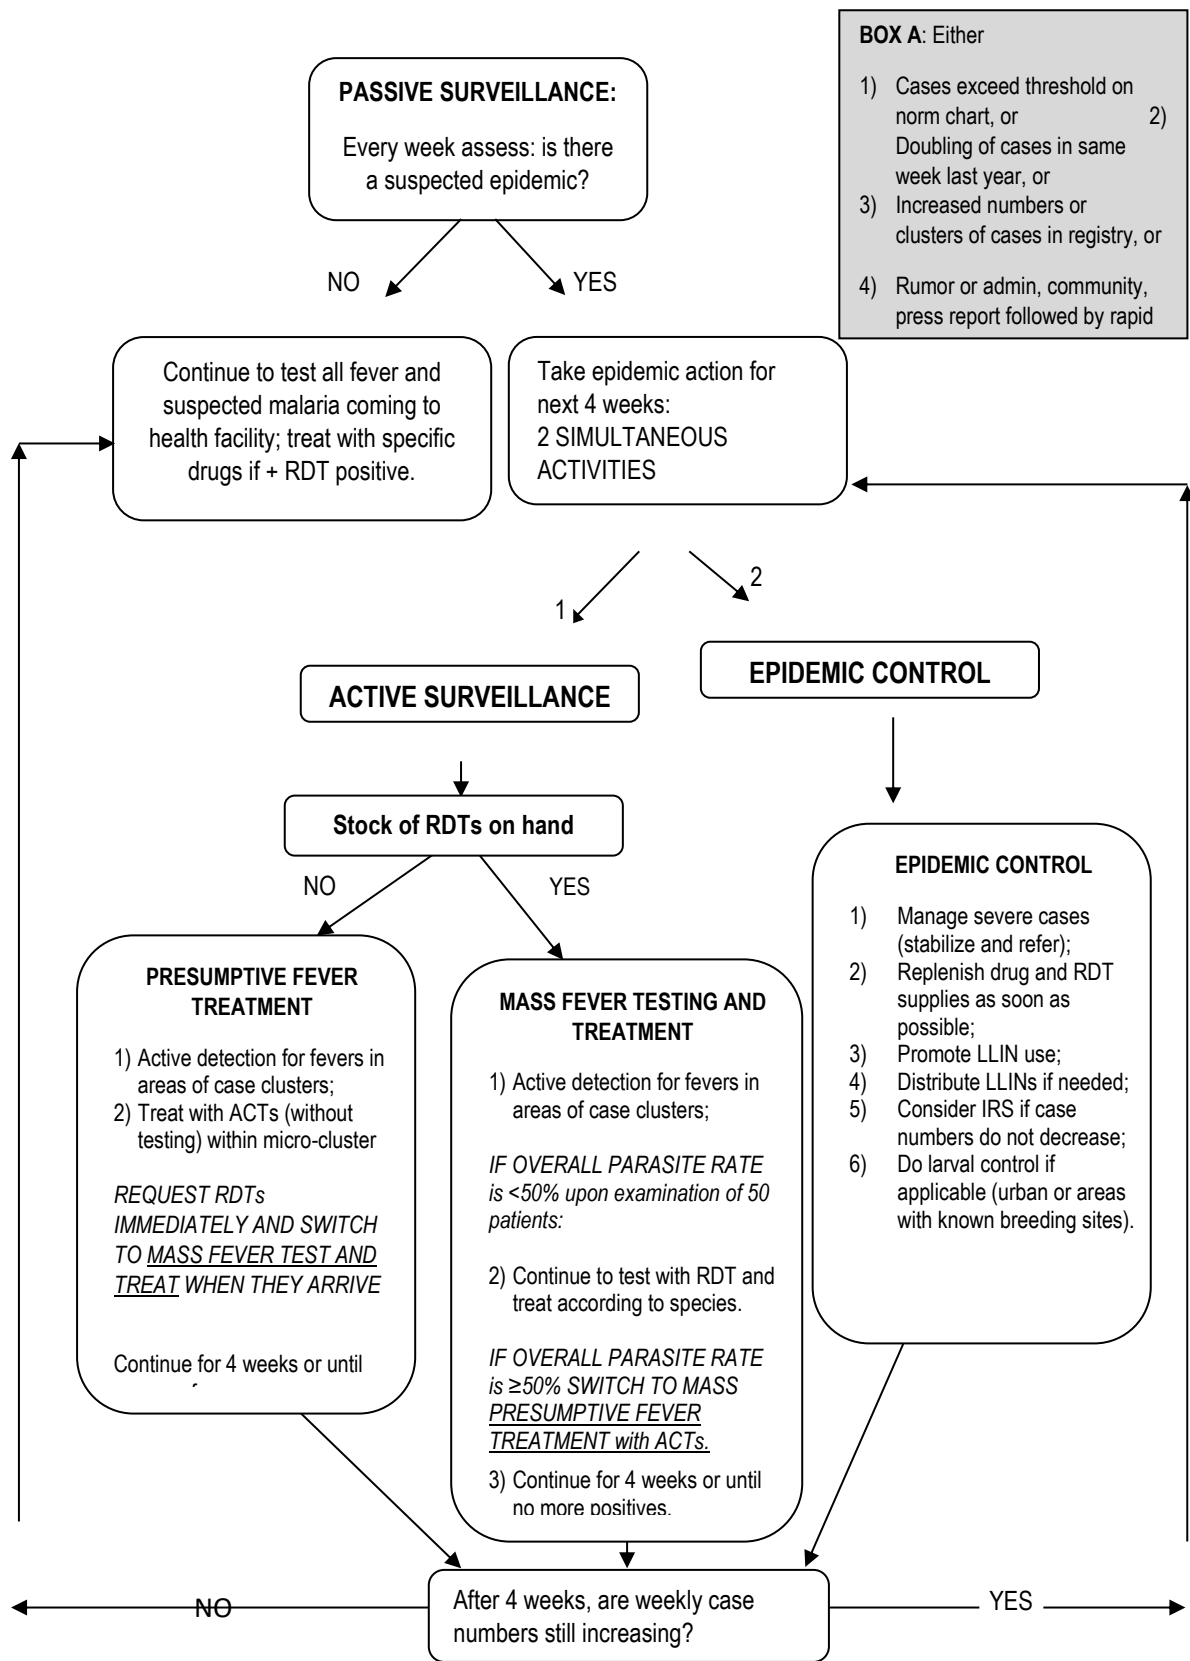 BOX A: Either
1) Cases exceed threshold on
norm chart, or 2)
Doubling of cases in same
week last year, or
3) Increased numbers or
clusters of cases in registry, or
4) Rumor or admin, community,
press report followed by rapid
PASSIVE SURVEILLANCE:
Every week assess: is there
a suspected epidemic?
NO
YES
Continue to test all fever and
suspected malaria coming to
health facility; treat with specific
drugs if + RDT positive.
Take epidemic action for
next 4 weeks:
2 SIMULTANEOUS
ACTIVITIES
1
2
ACTIVE SURVEILLANCE
EPIDEMIC CONTROL
Stock of RDTs on hand
NO
YES
PRESUMPTIVE FEVER
TREATMENT
1) Active detection for fevers in
areas of case clusters;
2) Treat with ACTs (without
testing) within micro-cluster
REQUEST RDTs
IMMEDIATELY AND SWITCH
TO MASS FEVER TEST AND
TREAT WHEN THEY ARRIVE
Continue for 4 weeks or until
MASS FEVER TESTING AND
TREATMENT
1) Active detection for fevers in
areas of case clusters;
IF OVERALL PARASITE RATE
is <50% upon examination of 50
patients:
2) Continue to test with RDT and
treat according to species.
IF OVERALL PARASITE RATE
is ≥50% SWITCH TO MASS
PRESUMPTIVE FEVER
TREATMENT with ACTs.
3) Continue for 4 weeks or until
no more positives.
EPIDEMIC CONTROL
1) Manage severe cases
(stabilize and refer);
2) Replenish drug and RDT
supplies as soon as
possible;
3) Promote LLIN use;
4) Distribute LLINs if needed;
5) Consider IRS if case
numbers do not decrease;
6) Do larval control if
applicable (urban or areas
with known breeding sites).
After 4 weeks, are weekly case
numbers still increasing?
NO
YES